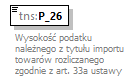 tns:P_26
Wysokość podatku
należnego z tytułu importu
towarów rozliczanego
zgodnie z art. 33a ustawy